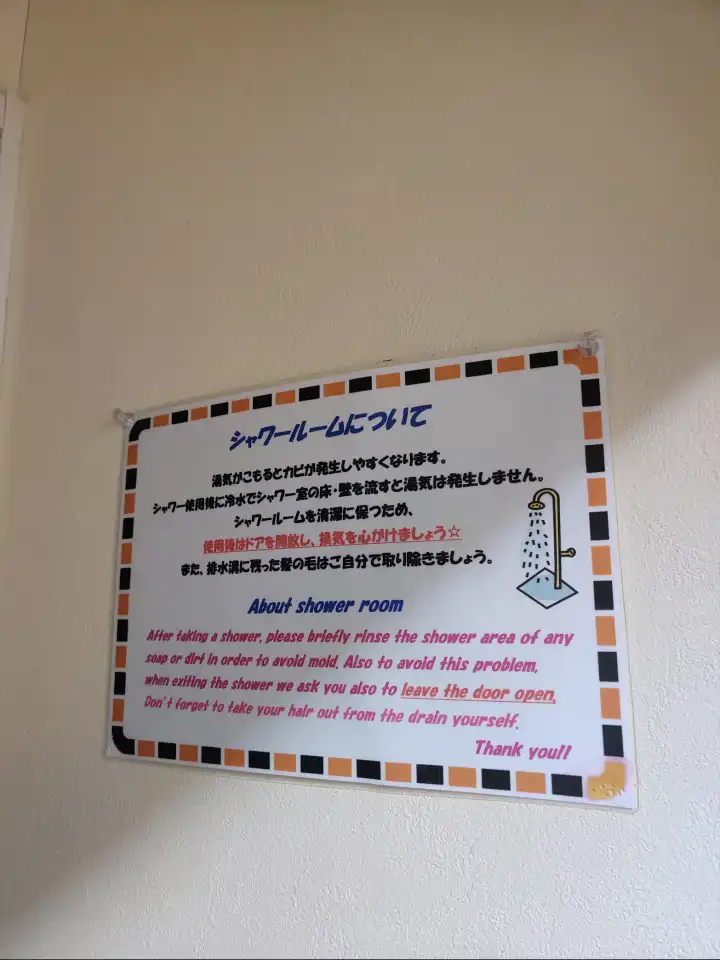 シャワールームについて
湯気がこもるとカビが発生しやすくなります。
シャワー使用後に冷水でシャワー室の床・壁を流すと湯気は発生しません。
シャワールームを清潔に保つため、
使用後はドアを開放し、換気を心がけましょう☆
また、排水溝に残った髪の毛はご自分で取り除きましょう。
About shower room
After taking a shower, please briefly rinse the shower area of any
soap or dirt in order to avoid mold. Also to avoid this problem,
when exiting the shower we ask you also to leave the door open.
Don't forget to take your hair out from the drain yourself.
Thank you!!